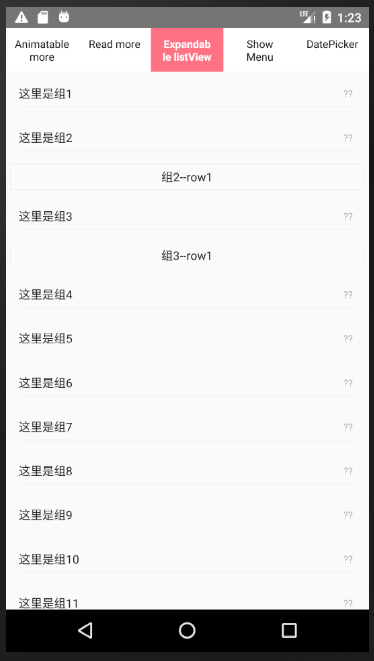 LTE 1:23
Animatable more
Read more
Expandab
le listView
Show
Menu
DatePicker
这里是组1 ??
这里是组2 ??
组2--row1
这里是组3 ??
组3--row1
这里是组4 ??
这里是组5 ??
这里是组6 ??
这里是组7 ??
这里是组8 ??
这里是组9 ??
这里是组10 ??
这里是组11 ??